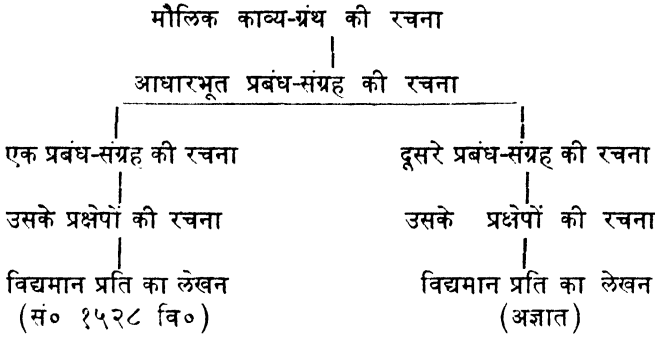 मौलिक काव्य-ग्रंथ की रचना
आधारभूत प्रबंध-संग्रह की रचना
एक प्रबंध-संग्रह की रचना
दूसरे प्रबंध-संग्रह की रचना
उसके प्रक्षेपों की रचना
उसके प्रक्षेपों की रचना
विद्यमान प्रति का लेखन
विद्यमान प्रति का लेखन
(सं० १५२८ वि०)
(अज्ञात)